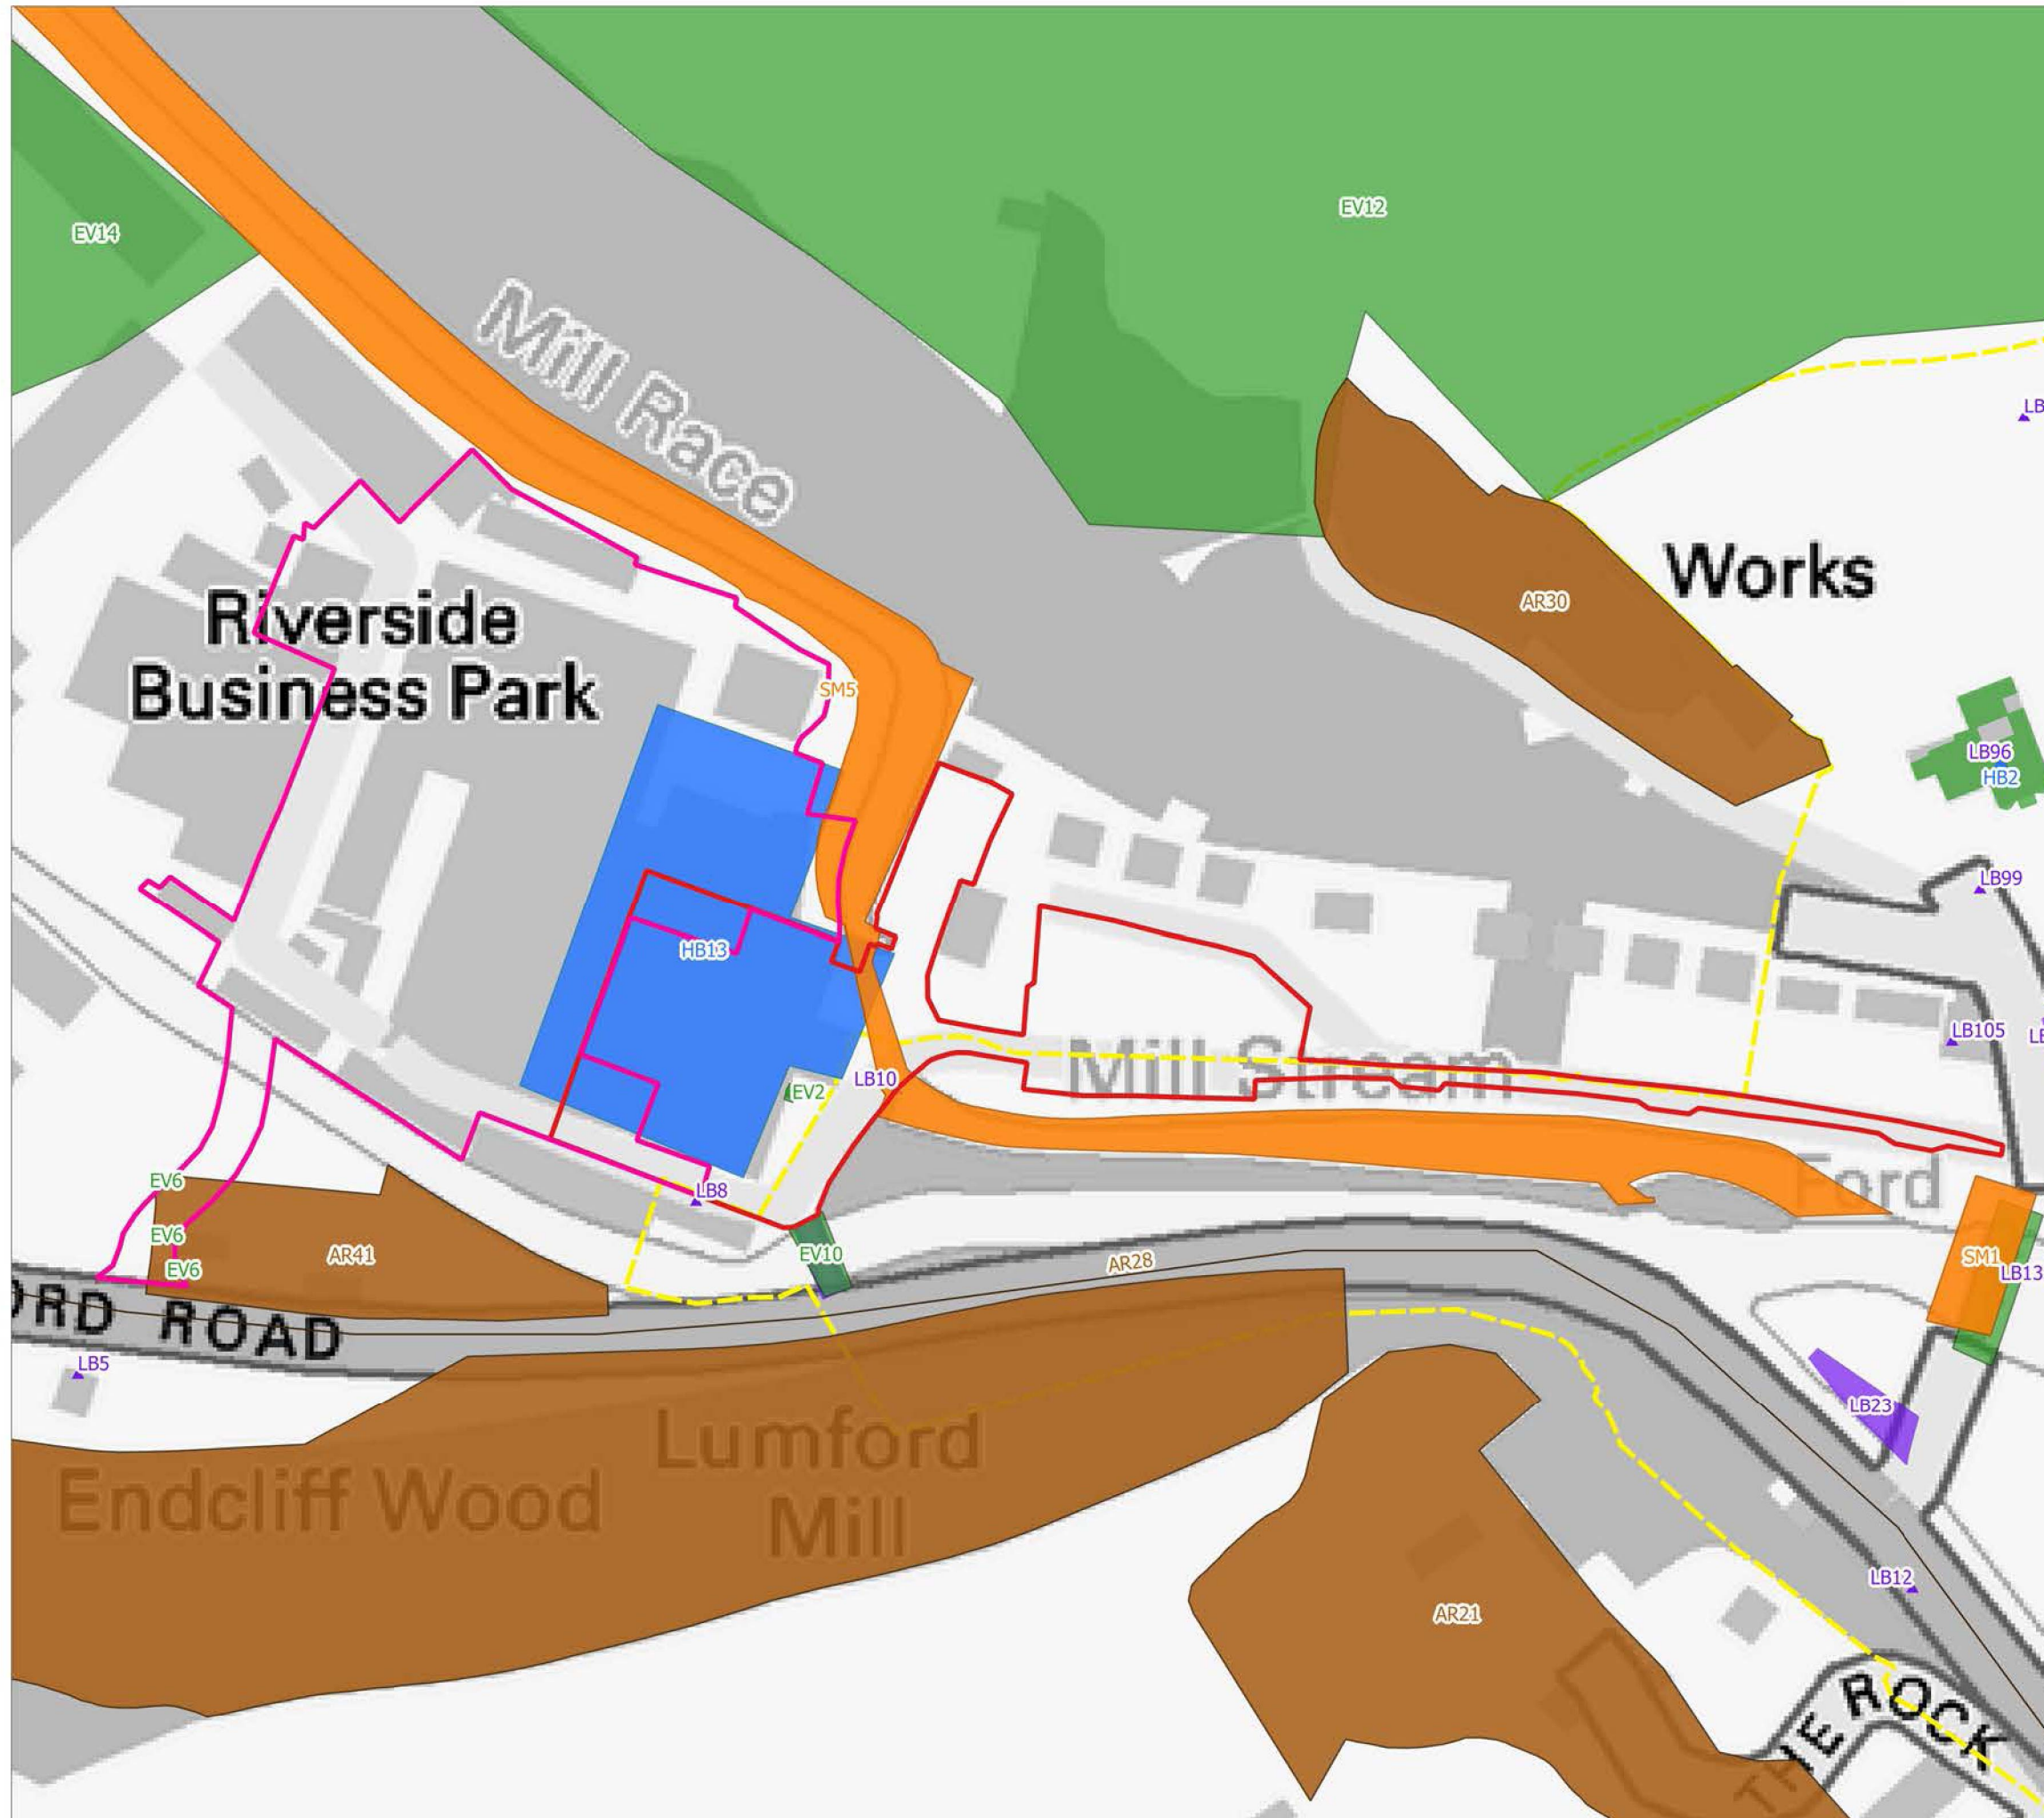 EV12
EV14
Mill Race
LB
Works
AR30
Riverside
Business Park
SM5
LB96
HB2
LB99
HB13
LB105
Mill Stream
LB10
EV2
EV6
LB8
Ford
EV6
EV6
AR41
EV10
AR28
SM1
LB13
ORD ROAD
LB5
LB23
Lumford
Mill
Endcliff Wood
LB12
AR21
THE ROCK